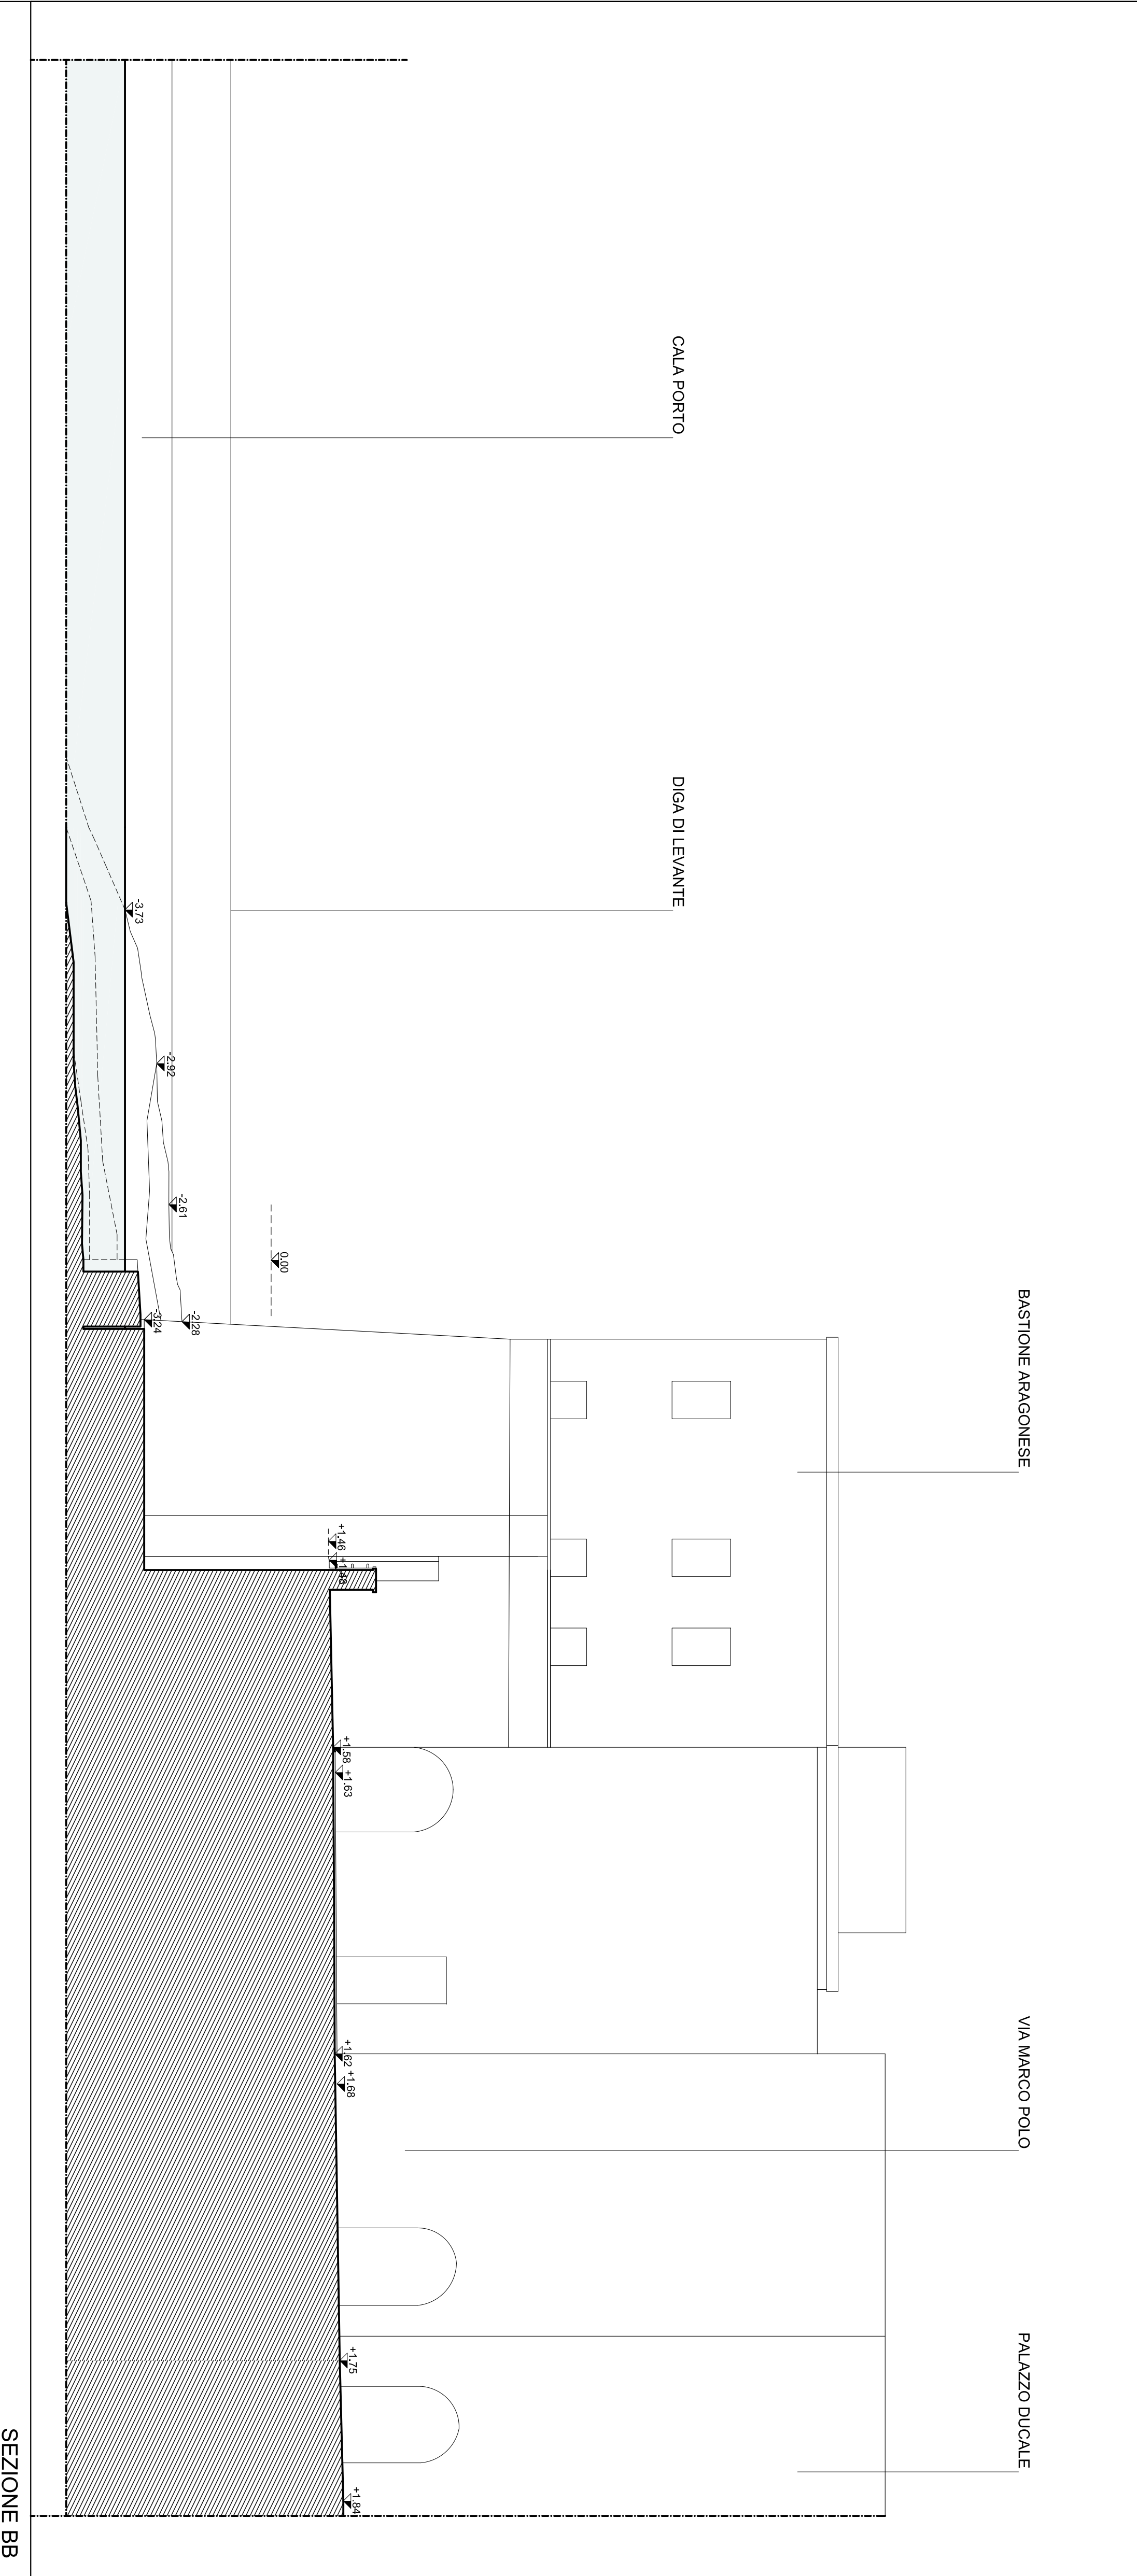 CALA PORTO
DIGA DI LEVANTE
BASTIONE ARAGONESE
VIA MARCO POLO
PALAZZO DUCALE
-3.73
-2.92
-2.61
0.00
-2.28
-3.24
+1.46
+1.48
+1.58
+1.63
+1.62
+1.68
+1.75
+1.84
SEZIONE BB